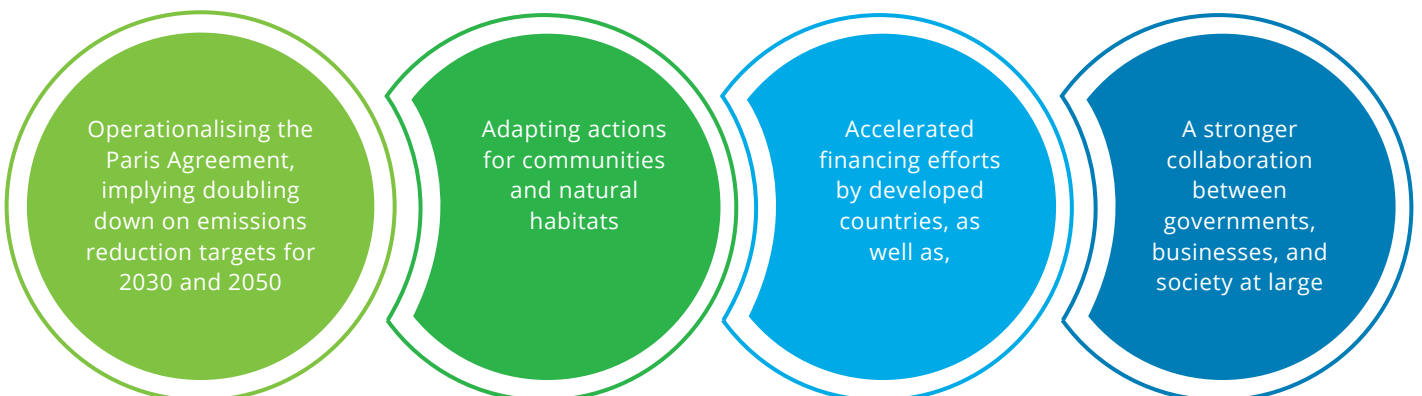 Operationalising the
Paris Agreement,
implying doubling
down on emissions
reduction targets for
2030 and 2050
Adapting actions
for communities
and natural
habitats
Accelerated
financing efforts
by developed
countries, as
well as,
A stronger
collaboration
between
governments,
businesses, and
society at large